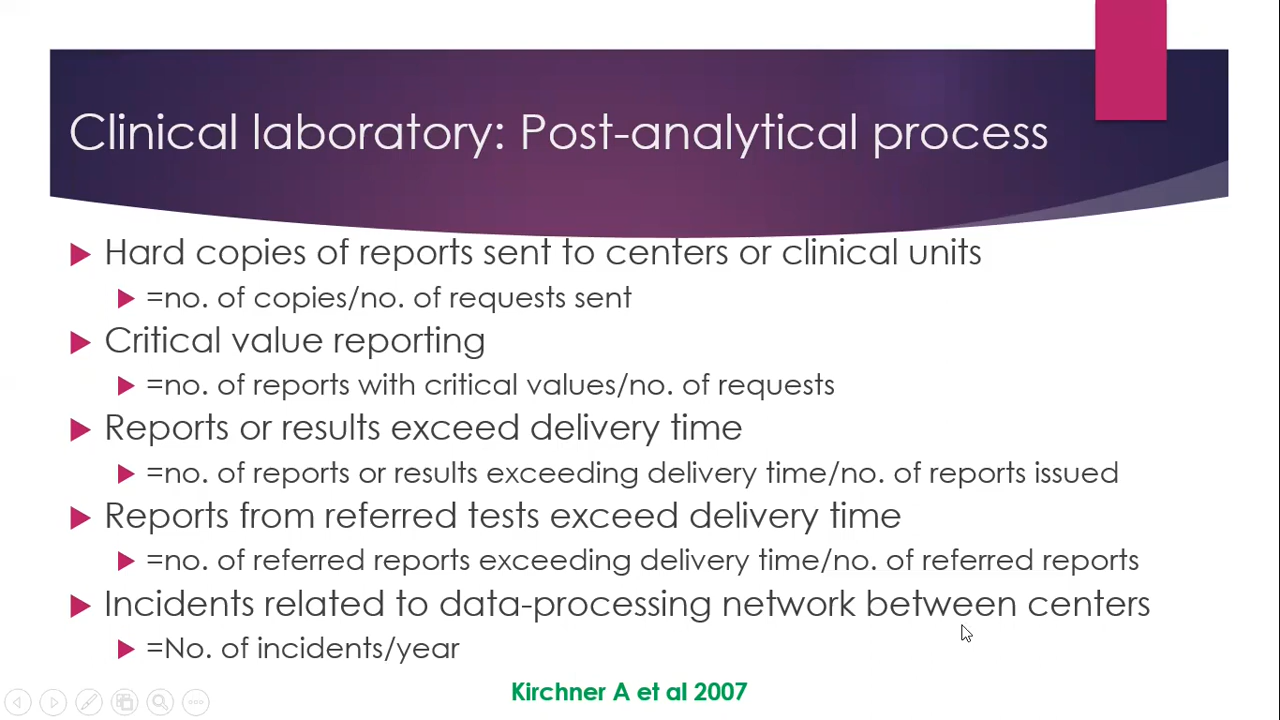 Clinical laboratory: Post-analytical process
Hard copies of reports sent to centers or clinical units
=no. of copies/no. of requests sent
Critical value reporting
=no. of reports with critical values/no. of requests
Reports or results exceed delivery time
=no. of reports or results exceeding delivery time/no. of reports issued
Reports from referred tests exceed delivery time
=no. of referred reports exceeding delivery time/no. of referred reports
Incidents related to data-processing network between centers
=No. of incidents/year
Kirchner A et al 2007